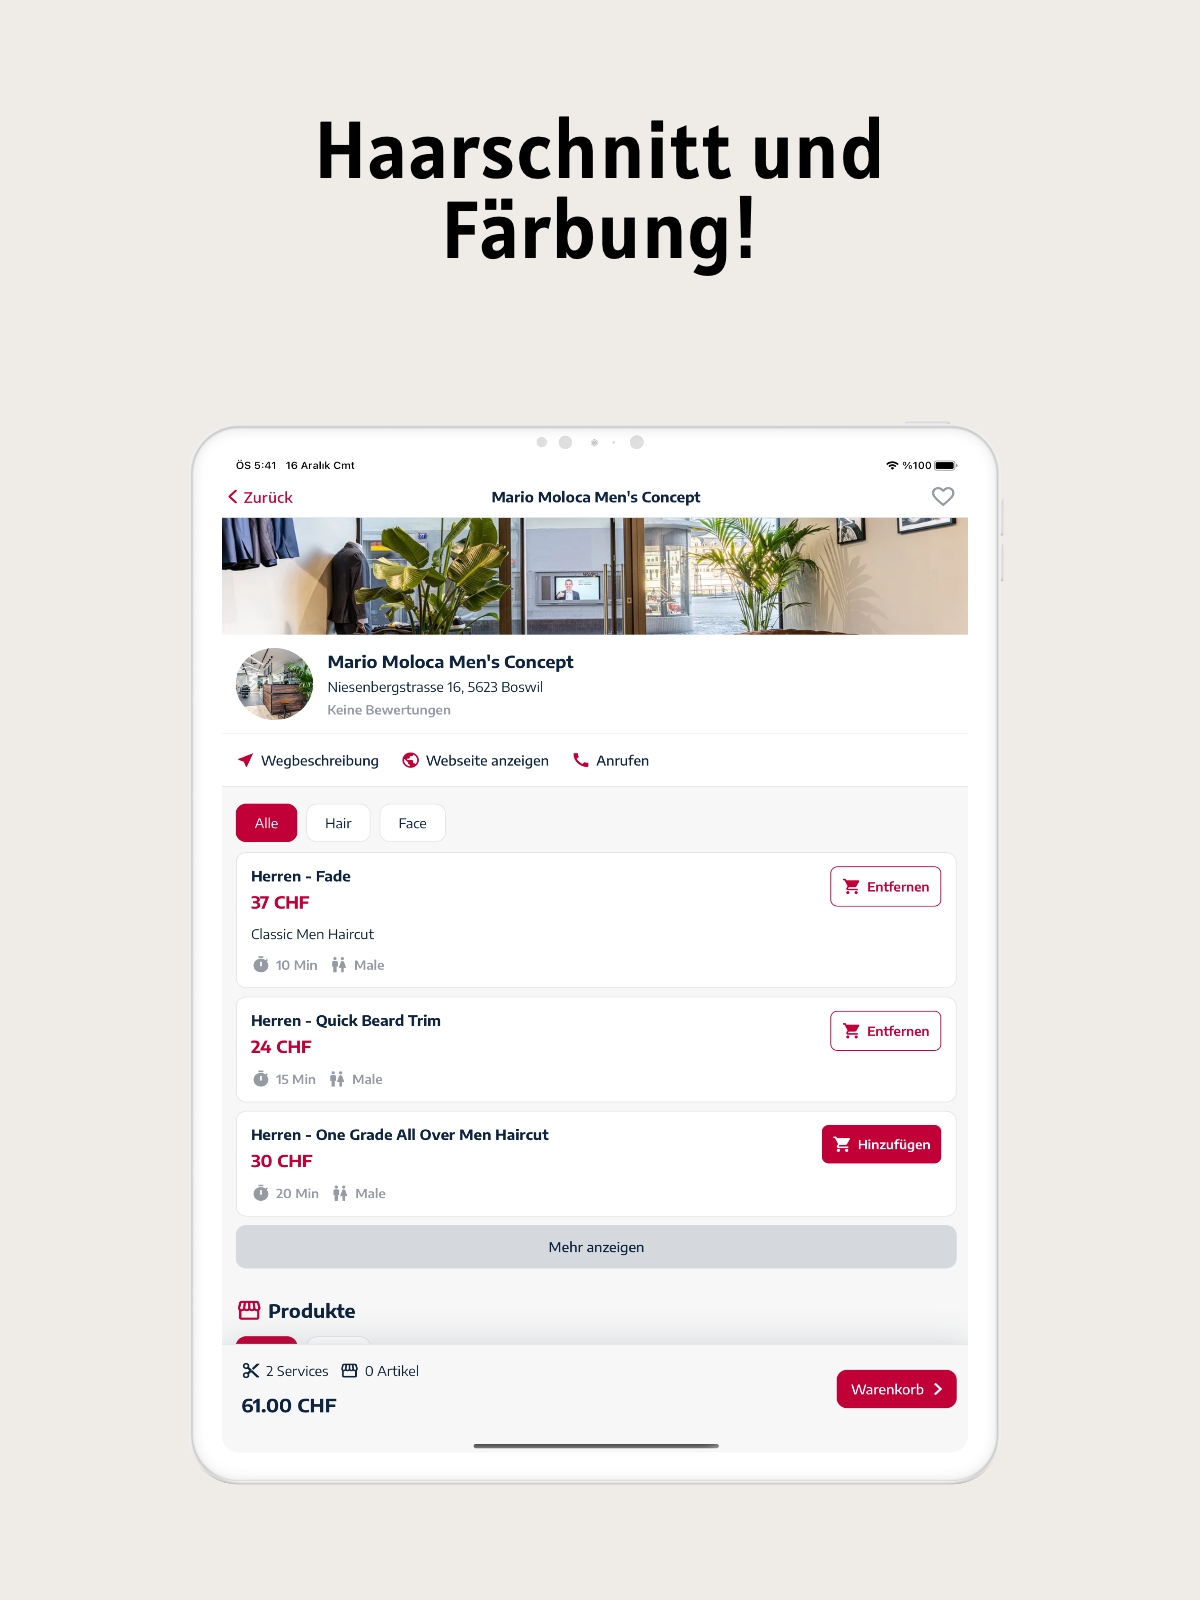 Haarschnitt und
Färbung!
ÖS 5:41 16 Aralık Cmt
%100
Zurück
Mario Moloca Men's Concept
Mario Moloca Men's Concept
Niesenbergstrasse 16, 5623 Boswil
Keine Bewertungen
Wegbeschreibung Webseite anzeigen Anrufen
Alle Hair Face
Herren - Fade
Entfernen
37 CHF
Classic Men Haircut
10 Min Male
Herren - Quick Beard Trim
Entfernen
24 CHF
15 Min Male
Herren - One Grade All Over Men Haircut
Hinzufügen
30 CHF
20 Min Male
Mehr anzeigen
Produkte
2 Services 0 Artikel
Warenkorb
61.00 CHF